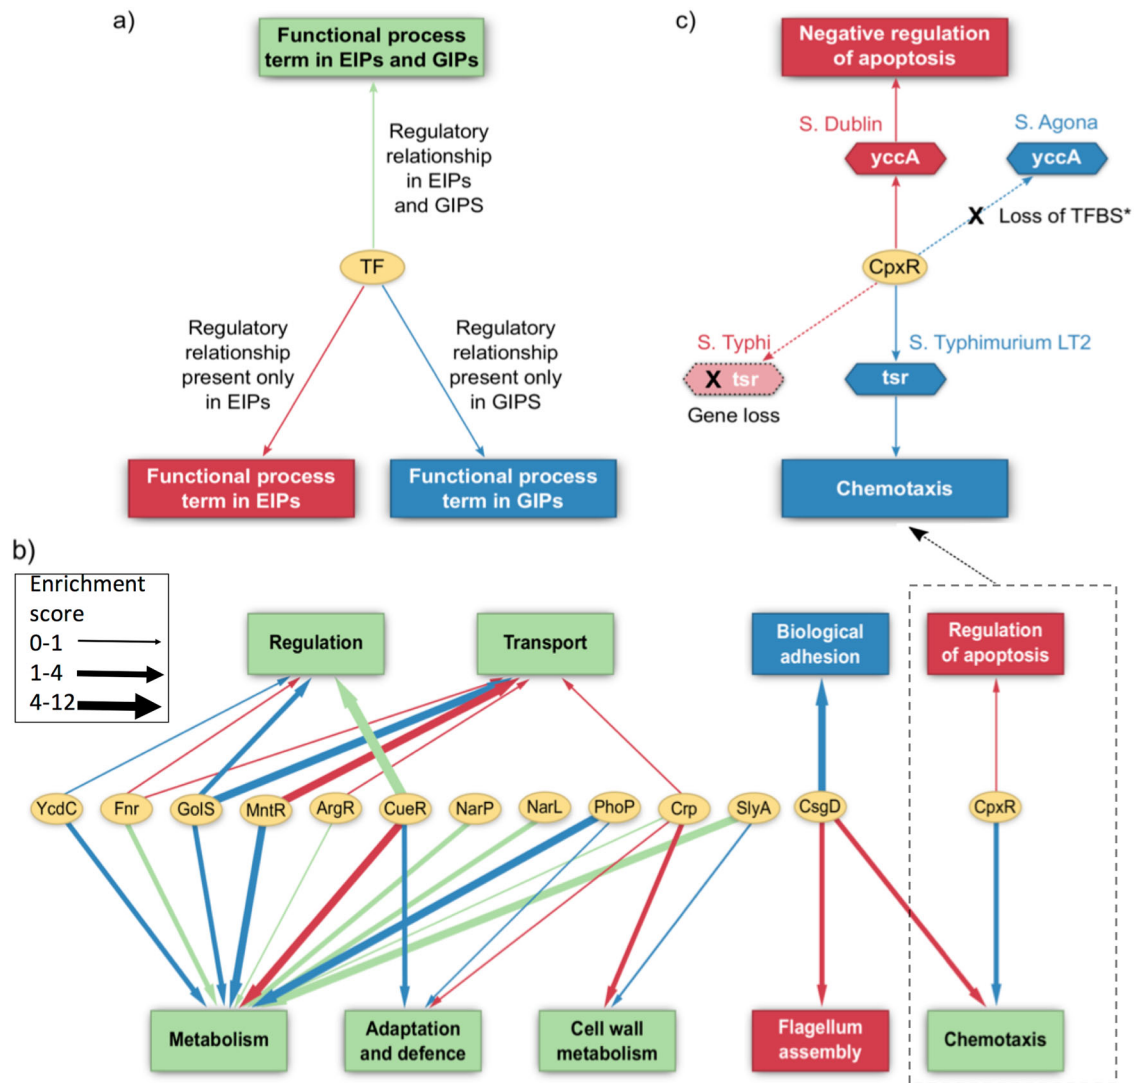 a)
Functional process
term in EIPs and GIPs
Regulatory
relationship
in EIPs
and GIPS
TF
Regulatory
relationship
present only
in EIPs
Regulatory
relationship
present only
in GIPS
Functional process
term in EIPs
Functional process
term in GIPs
c)
Negative regulation
of apoptosis
S. Dublin
S. Agona
yccA
yccA
X Loss of TFBS*
CpxR
S. Typhi
S. Typhimurium LT2
X tsr
tsr
Gene loss
Chemotaxis
b)
Enrichment
score
0-1
1-4
4-12
Regulation
Transport
Biological
adhesion
Regulation
of apoptosis
YcdC
Fnr
GolS
MntR
ArgR
CueR
NarP
NarL
PhoP
Crp
SlyA
CsgD
CpxR
Metabolism
Adaptation
and defence
Cell wall
metabolism
Flagellum
assembly
Chemotaxis